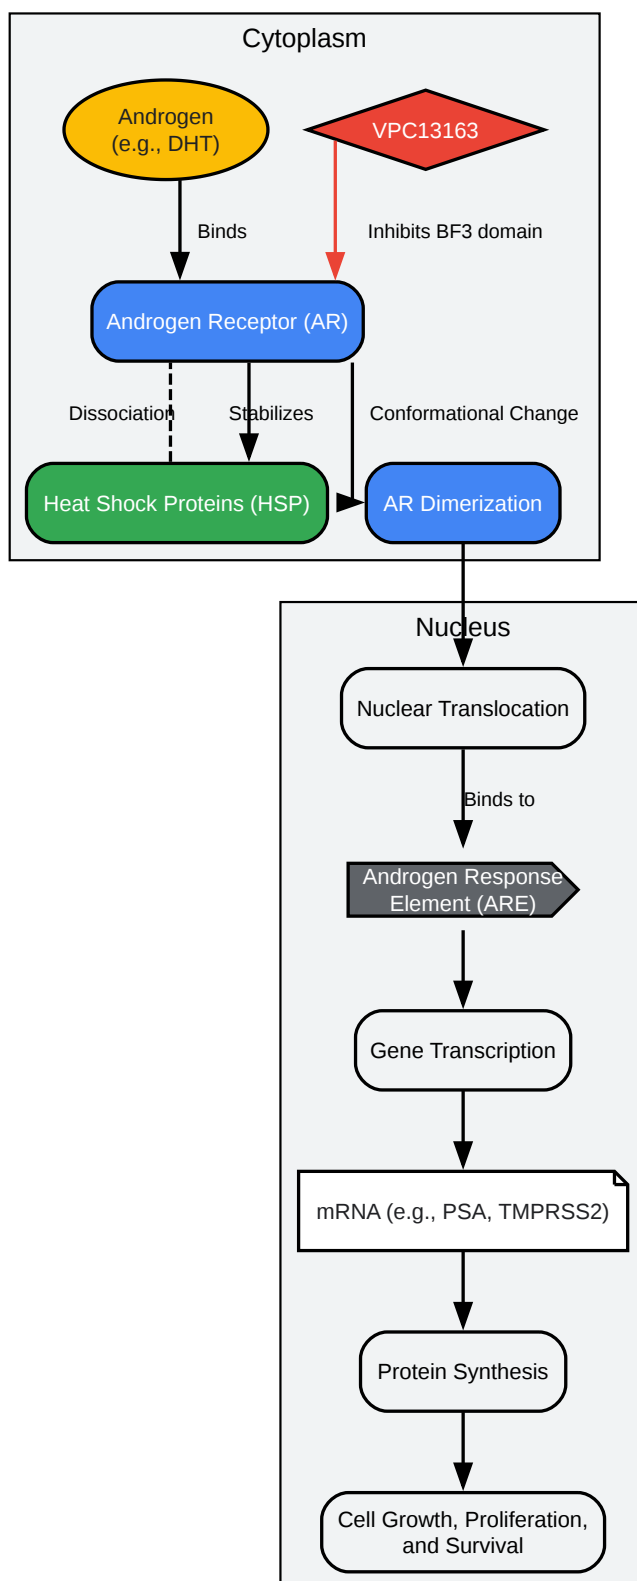 Cytoplasm
Androgen
(e.g., DHT)
VPC13163
Binds
Inhibits BF3 domain
Androgen Receptor (AR)
Dissociation
Stabilizes
Conformational Change
Heat Shock Proteins (HSP)
AR Dimerization
Nucleus
Nuclear Translocation
Binds to
Androgen Response
Element (ARE)
Gene Transcription
mRNA (e.g., PSA, TMPRSS2)
Protein Synthesis
Cell Growth, Proliferation,
and Survival